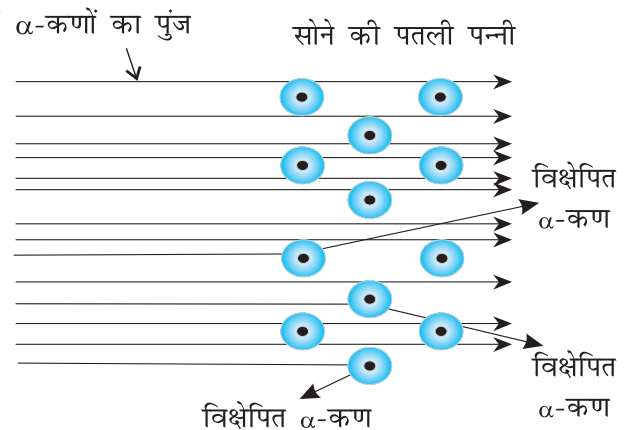 α-कणों का पुंज
सोने की पतली पन्नी
विक्षेपित
α-कण
विक्षेपित
α-कण
विक्षेपित α-कण